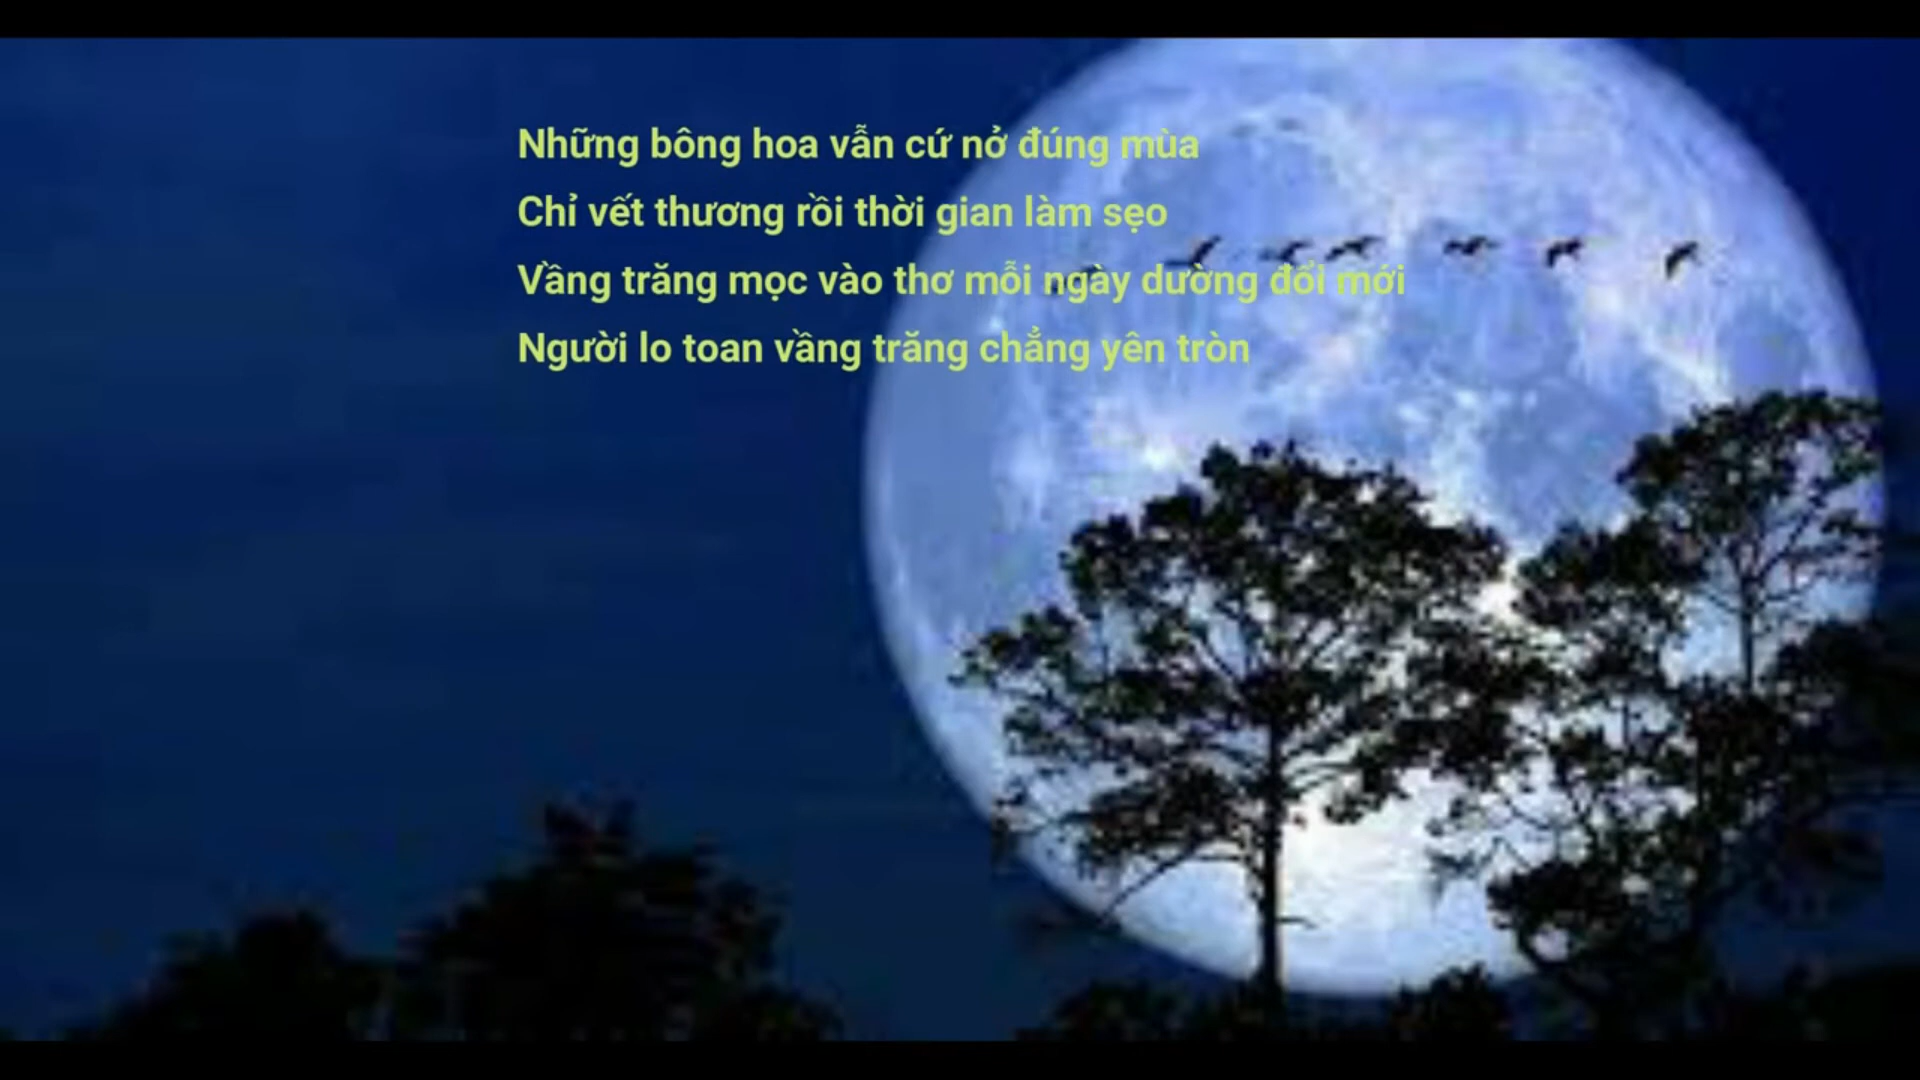 Những bông hoa vẫn cứ nở đúng mùa
Chỉ vết thương rồi thời gian làm sẹo
Vầng trăng mọc vào thơ mỗi ngày dường đổi mới
Người lo toan vầng trăng chẳng yên tròn